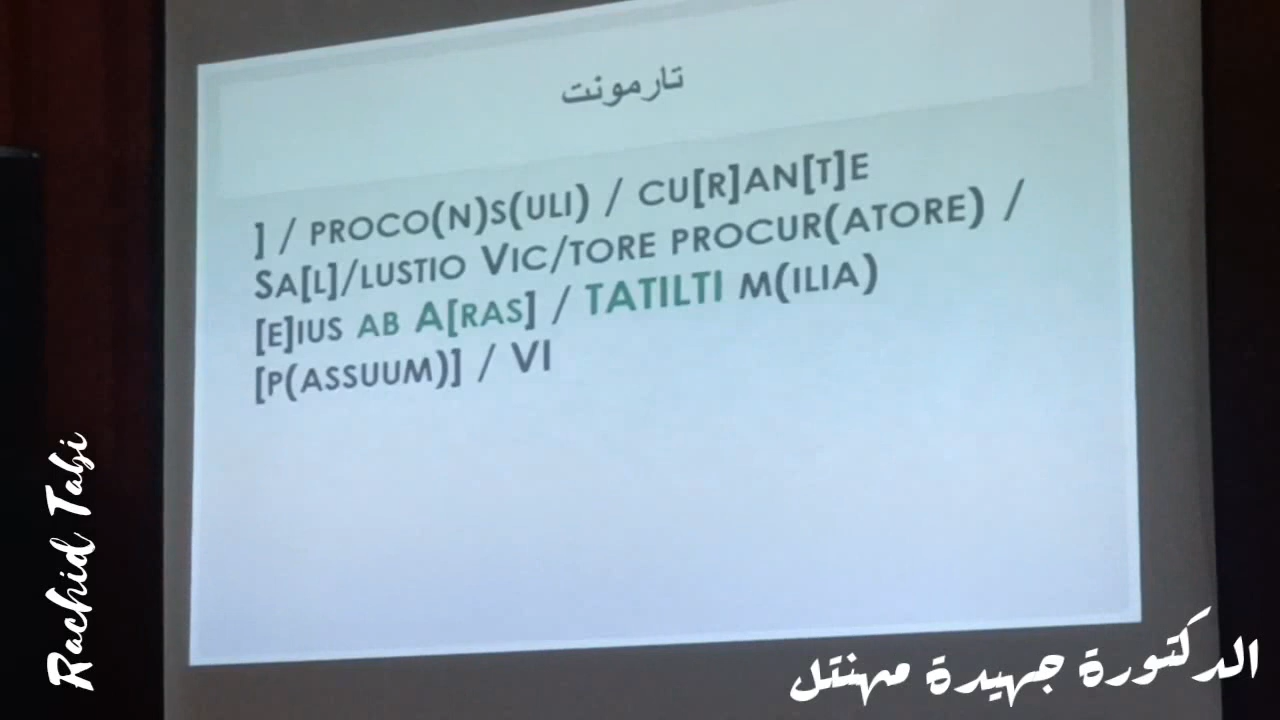 تارمونت
] / PROCO(N)S(ULI) / CU[R]AN[T]E
SA[L]/LUSTIO VIC/TORE PROCUR(ATORE) /
[E]IUS AB A[RAS] / TATILTI M(ILIA)
[P(ASSUUM)] / VI
Rachid Tabi
الدكتورة جهيدة مهنتل